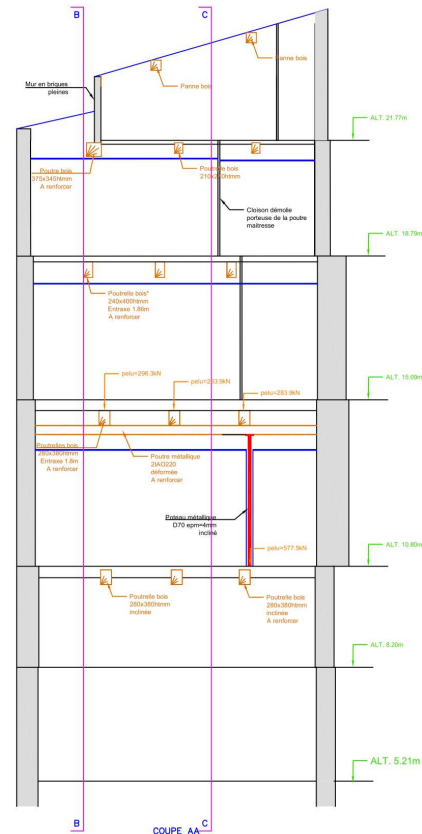 B
C
Panne bois
Panne bois
Mur en briques
pleines
ALT. 21.77m
Poutre bois
375x345htmm
A renforcer
Poutrelle bois
210x210htmm
Cloison démolie
porteuse de la poutre
maitresse
ALT. 18.79m
Poutrelle bois*
240x400htmm
Entraxe 1.86m
A renforcer
pelu=296.3kN
pelu=283.9kN
pelu=283.9kN
ALT. 15.09m
Poutrelles bois
280x380htmm
Entraxe 1.8m
A renforcer
Poutre métallique
2IAO220
déformée
A renforcer
Poteau métallique
D70 epm=4mm
incliné
pelu=577.5kN
ALT. 10.80m
Poutrelle bois
280x380htmm
inclinée
Poutrelle bois
280x380htmm
A renforcer
ALT. 8.20m
ALT. 5.21m
B
C
COUPE AA